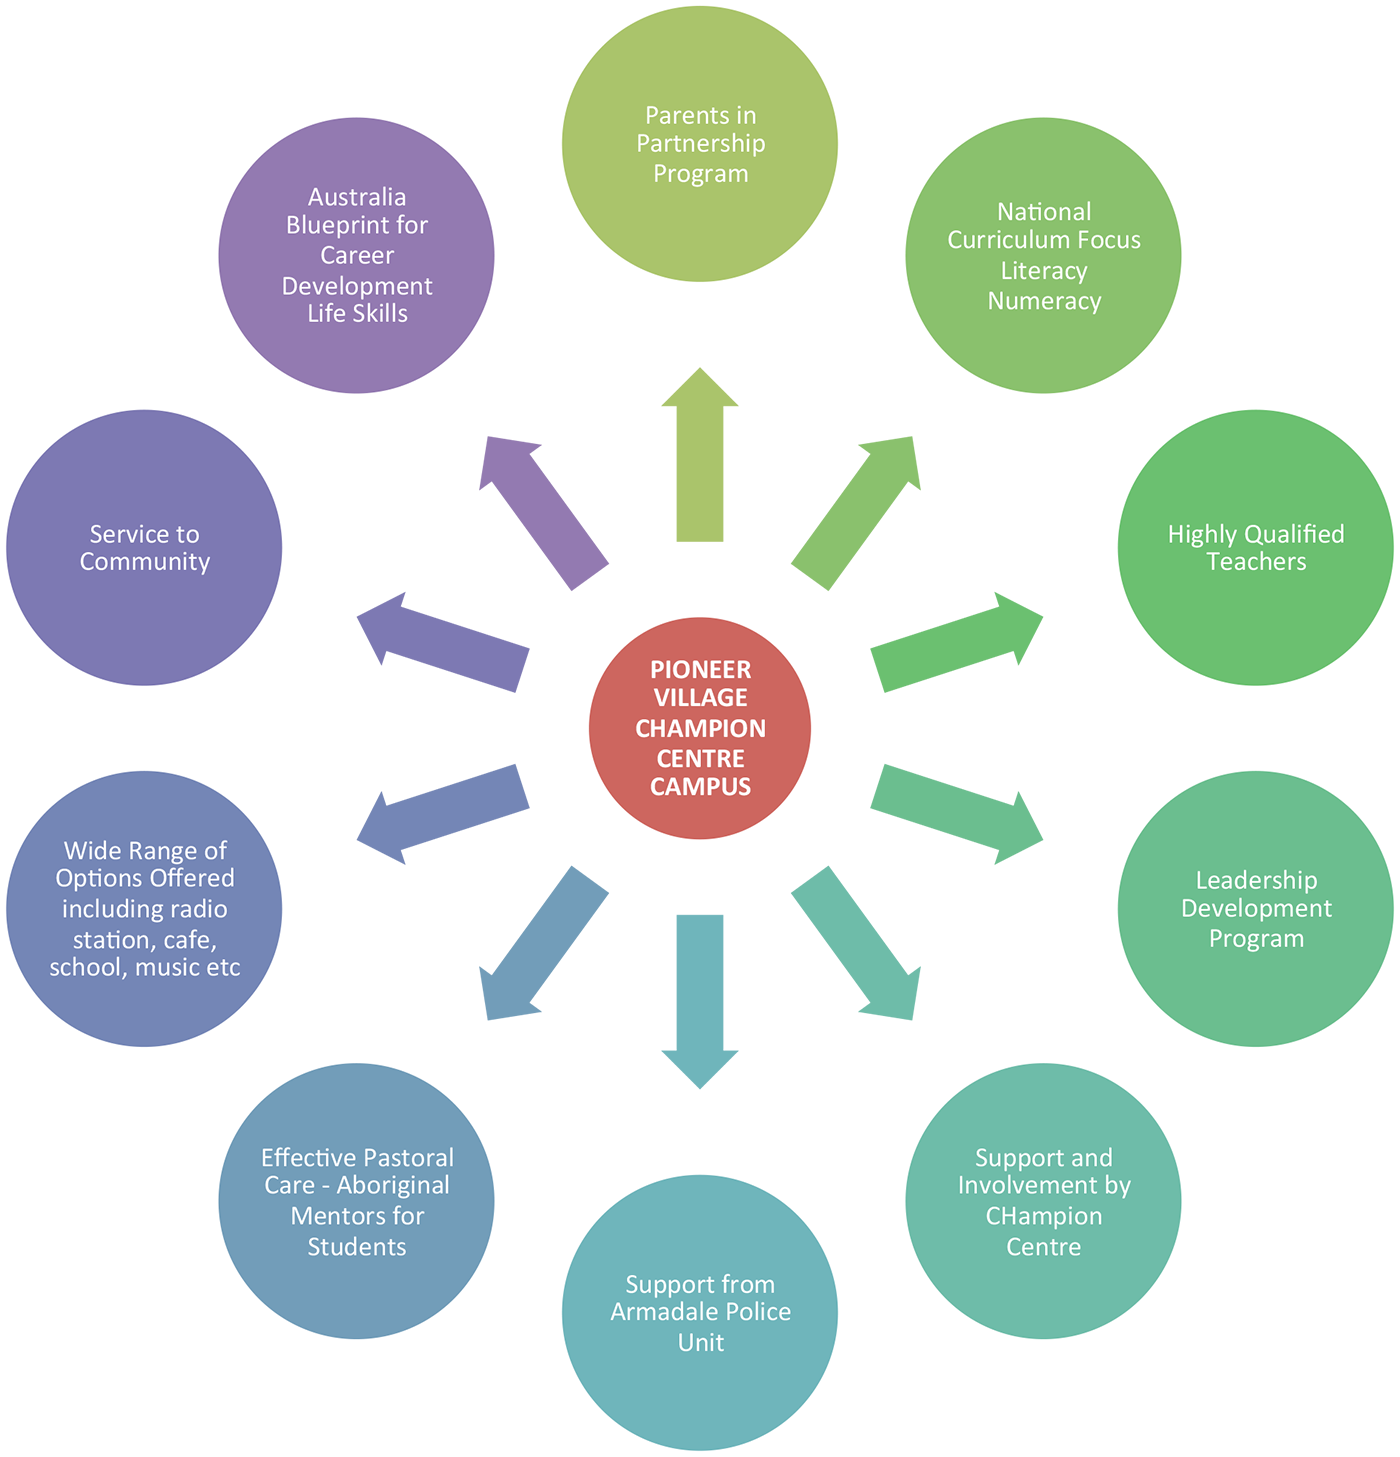 Parents in
Partnership
Program
National
Curriculum Focus
Literacy
Numeracy
Highly Qualified
Teachers
Leadership
Development
Program
Support and
Involvement by
CHampion
Centre
Support from
Armadale Police
Unit
Effective Pastoral
Care - Aboriginal
Mentors for
Students
Wide Range of
Options Offered
including radio
station, cafe,
school, music etc
Service to
Community
Australia
Blueprint for
Career
Development
Life Skills
PIONEER
VILLAGE
CHAMPION
CENTRE
CAMPUS